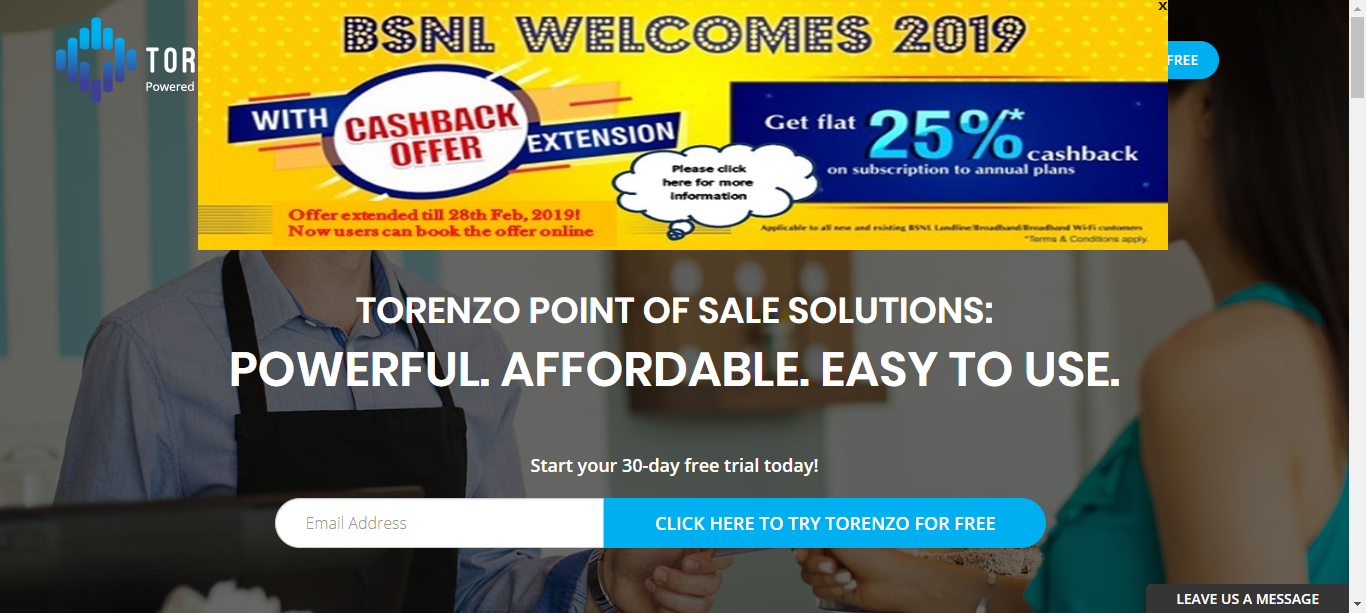 x
BSNL WELCOMES 2019
TOR
Powered
FREE
WITH CASHBACK OFFER EXTENSION
Get flat 25%* cashback
on subscription to annual plans
Please click
here for more
information
Offer extended till 28th Feb, 2019!
Now users can book the offer online
Applicable to all new and existing BSNL Landline/Broadband/Broadband Wi-Fi customers
*Terms & Conditions apply.
TORENZO POINT OF SALE SOLUTIONS:
POWERFUL. AFFORDABLE. EASY TO USE.
Start your 30-day free trial today!
Email Address
CLICK HERE TO TRY TORENZO FOR FREE
LEAVE US A MESSAGE